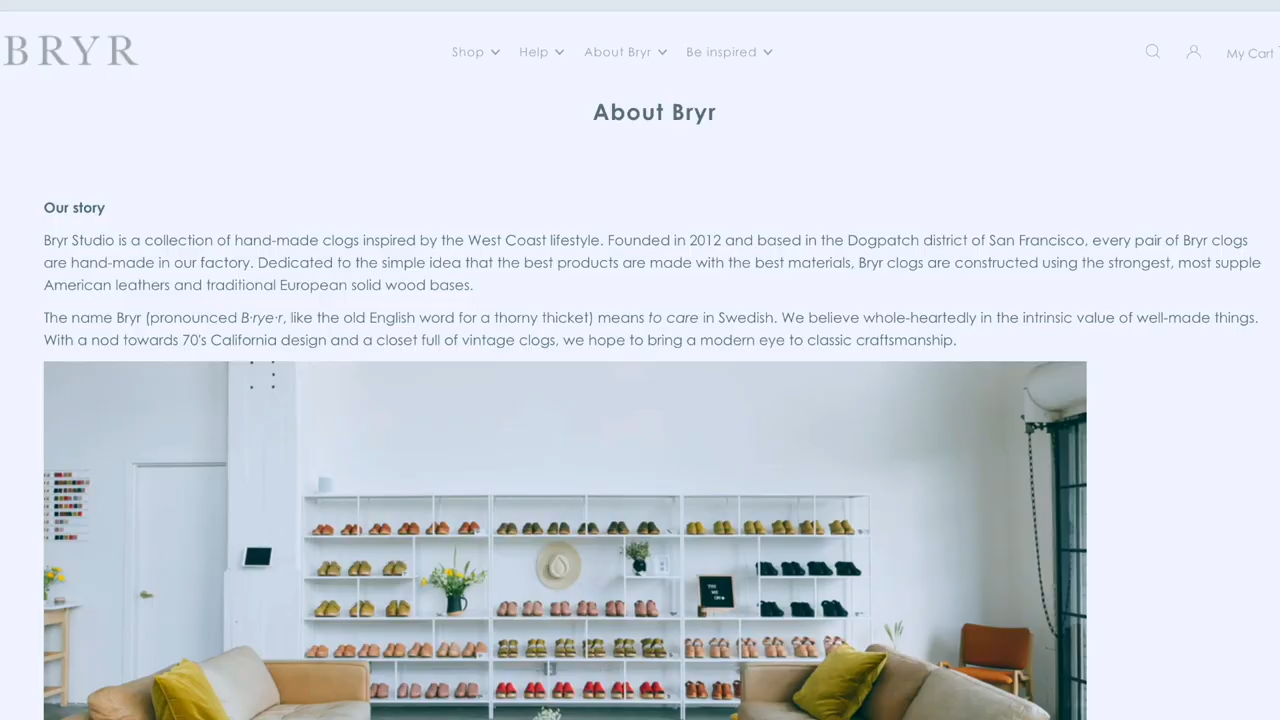 BRYR
Shop Help About Bryr Be inspired My Cart
About Bryr
Our story
Bryr Studio is a collection of hand-made clogs inspired by the West Coast lifestyle. Founded in 2012 and based in the Dogpatch district of San Francisco, every pair of Bryr clogs
are hand-made in our factory. Dedicated to the simple idea that the best products are made with the best materials, Bryr clogs are constructed using the strongest, most supple
American leathers and traditional European solid wood bases.
The name Bryr (pronounced B·rye·r, like the old English word for a thorny thicket) means to care in Swedish. We believe whole-heartedly in the intrinsic value of well-made things.
With a nod towards 70's California design and a closet full of vintage clogs, we hope to bring a modern eye to classic craftsmanship.